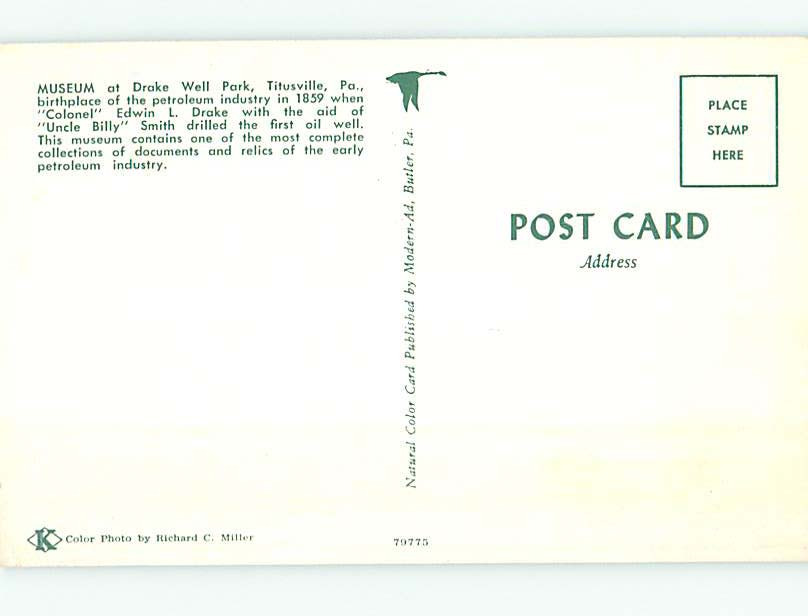 MUSEUM at Drake Well Park, Titusville, Pa.,
birthplace of the petroleum industry in 1859 when
"Colonel" Edwin L. Drake with the aid of
"Uncle Billy" Smith drilled the first oil well.
This museum contains one of the most complete
collections of documents and relics of the early
petroleum industry.
Natural Color Card Published by Modern-Ad, Butler, Pa.
PLACE
STAMP
HERE
POST CARD
Address
K Color Photo by Richard C. Miller
79775